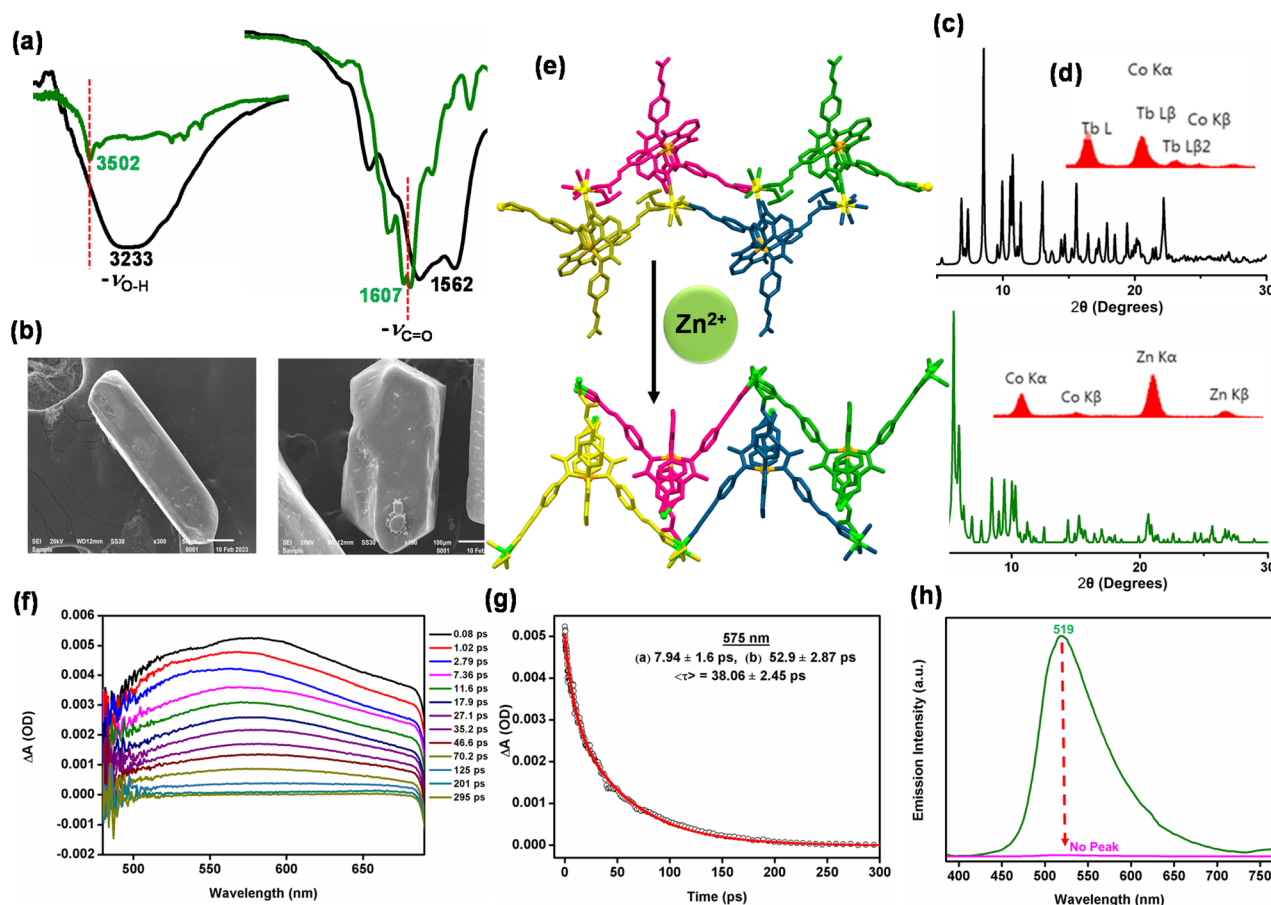 (a)
3502
3233
-νO-H
1607
1562
-νC=O
(b)
SEI 20kV WD12mm SS30 x300
Sample 0001 10 Feb 2023
SEI 20kV WD12mm SS30 100μm
Sample 0001 10 Feb
(e)
Zn2+
(c)
(d)
Co Kα
Tb L
Tb Lβ
Co Kβ
Tb Lβ2
10 20 30
2θ (Degrees)
Co Kα
Co Kβ
Zn Kα
Zn Kβ
10 20 30
2θ (Degrees)
(f)
0.006
0.005
0.004
0.003
0.002
0.001
0.000
-0.001
-0.002
ΔA (OD)
500 550 600 650
Wavelength (nm)
0.08 ps
1.02 ps
2.79 ps
7.36 ps
11.6 ps
17.9 ps
27.1 ps
35.2 ps
46.6 ps
70.2 ps
125 ps
201 ps
295 ps
(g)
0.005
0.004
0.003
0.002
0.001
0.000
ΔA (OD)
575 nm
(a) 7.94 ± 1.6 ps, (b) 52.9 ± 2.87 ps
<τ> = 38.06 ± 2.45 ps
0 50 100 150 200 250 300
Time (ps)
(h)
519
No Peak
Emission Intensity (a.u.)
400 450 500 550 600 650 700 750
Wavelength (nm)